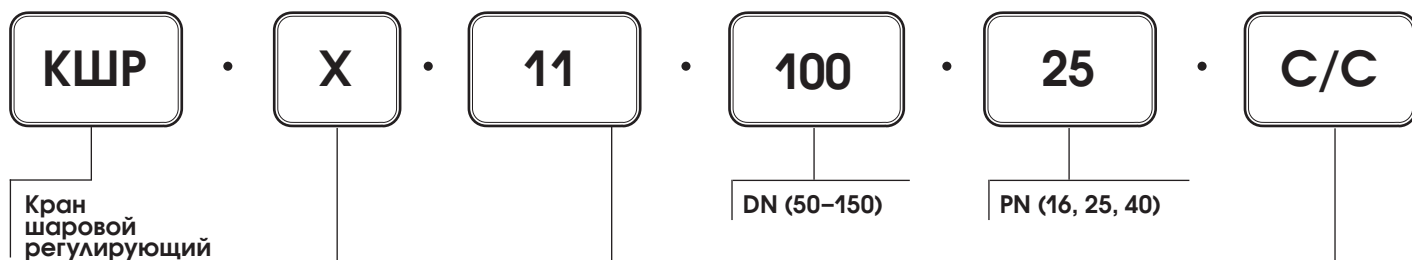 КШР · Х · 11 · 100 · 25 · С/С
Кран
шаровой
регулирующий
DN (50–150)
PN (16, 25, 40)